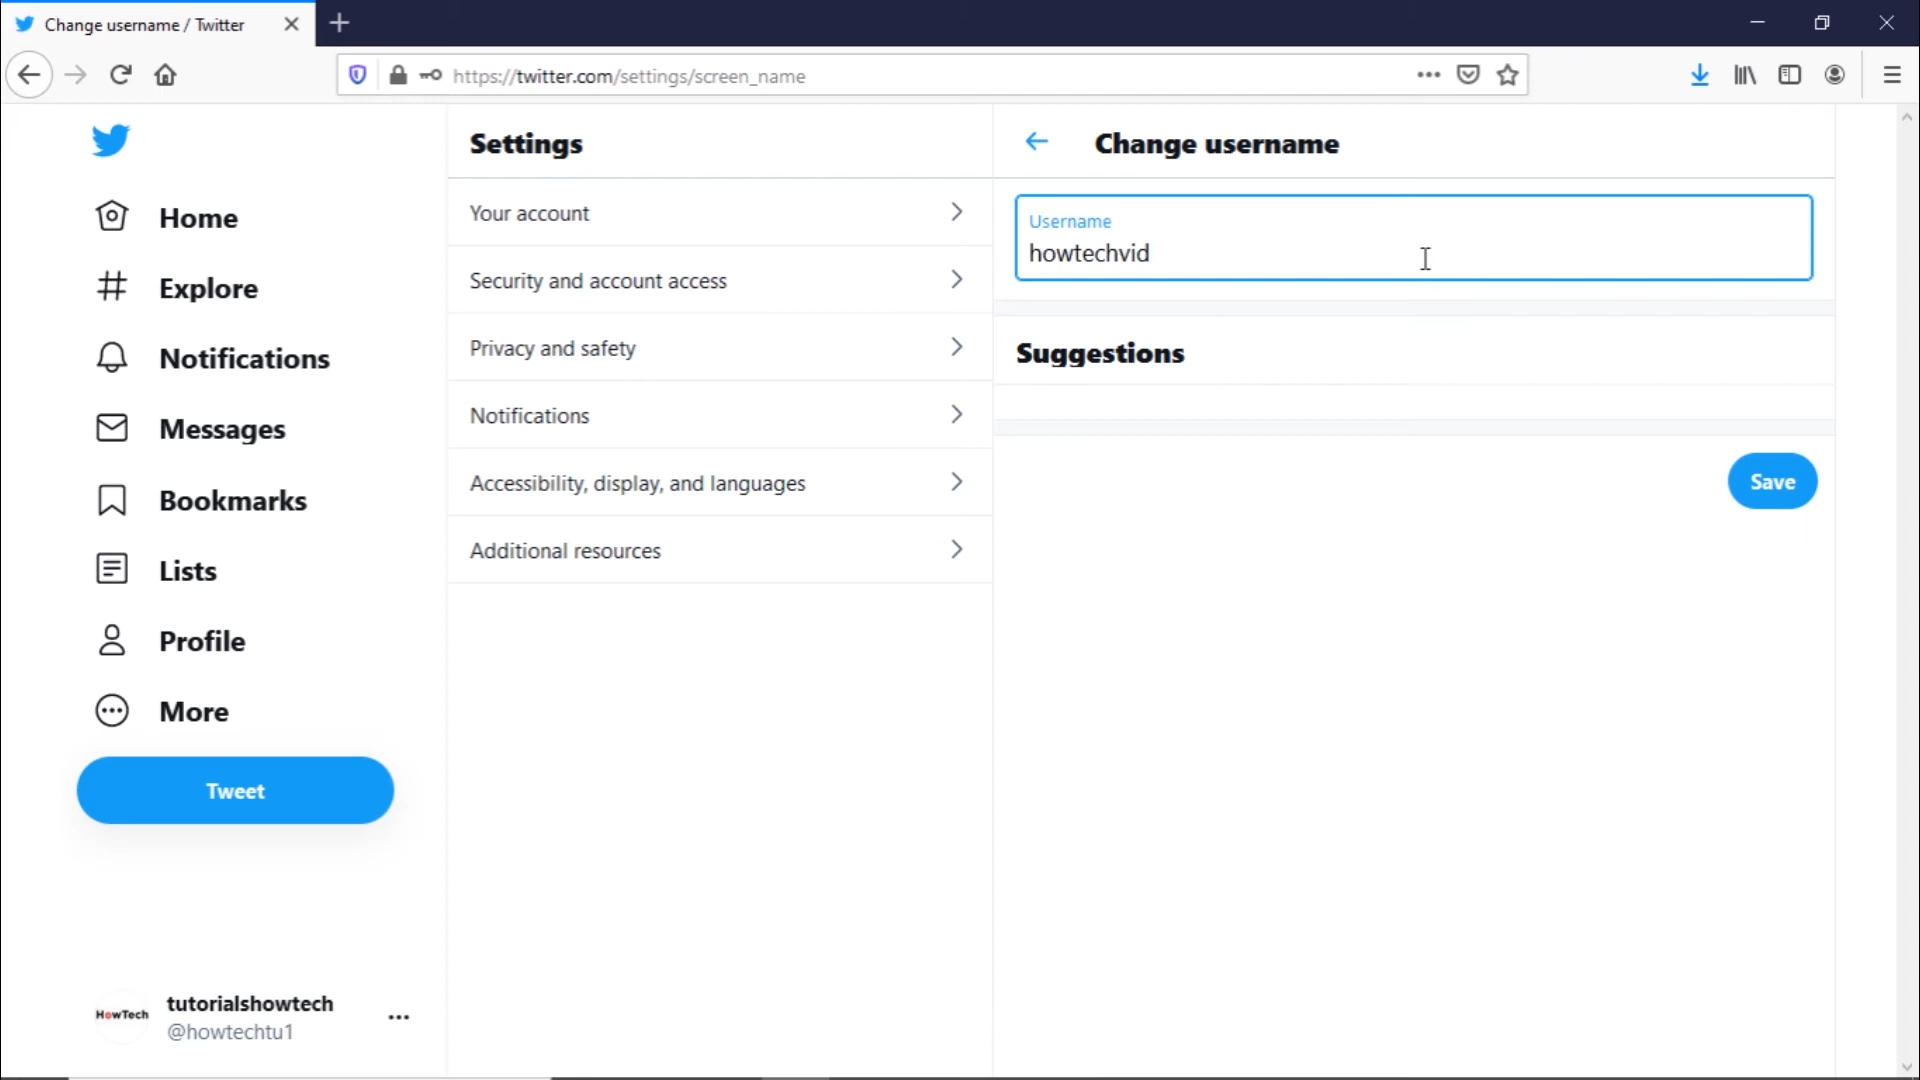 Change username / Twitter
https://twitter.com/settings/screen_name
Home
Explore
Notifications
Messages
Bookmarks
Lists
Profile
More
Tweet
HowTech
tutorialshowtech
@howtechtu1
Settings
Your account
Security and account access
Privacy and safety
Notifications
Accessibility, display, and languages
Additional resources
Change username
Username
howtechvid
Suggestions
Save